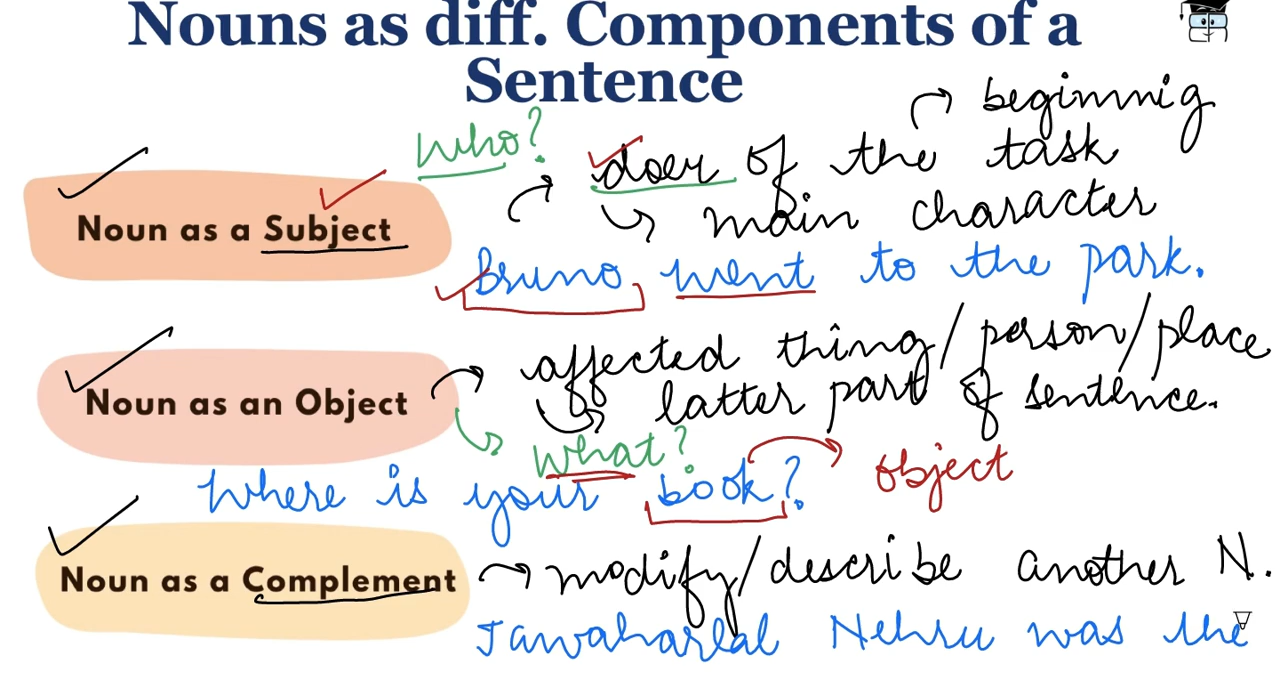 Nouns as diff. Components of a
Sentence
beginnig
Who?
doer of the task
Noun as a Subject
main character
Bruno went to the park.
affected thing/person/place
Noun as an Object
latter part of sentence.
What?
object
Where is your book?
Noun as a Complement
modify/describe another N.
Jawaharlal Nehru was the